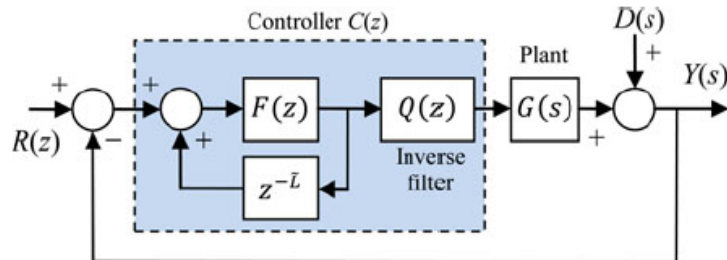 Controller C(z)
D(s)
Plant
+
Y(s)
+
+
F(z)
Q(z)
G(s)
R(z)
−
+
+
Inverse
filter
z^{-L̃}